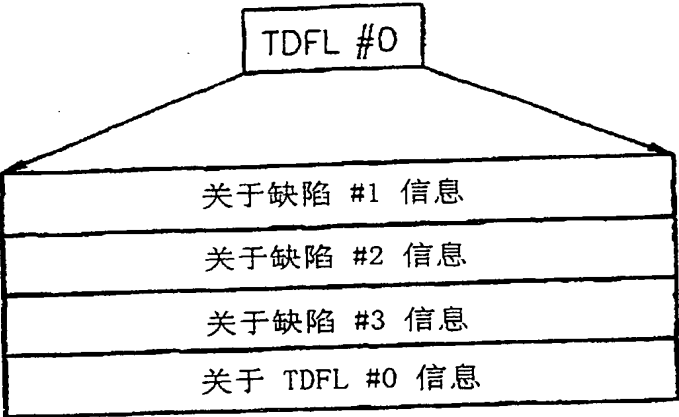 TDFL #0
关于缺陷 #1 信息
关于缺陷 #2 信息
关于缺陷 #3 信息
关于 TDFL #0 信息